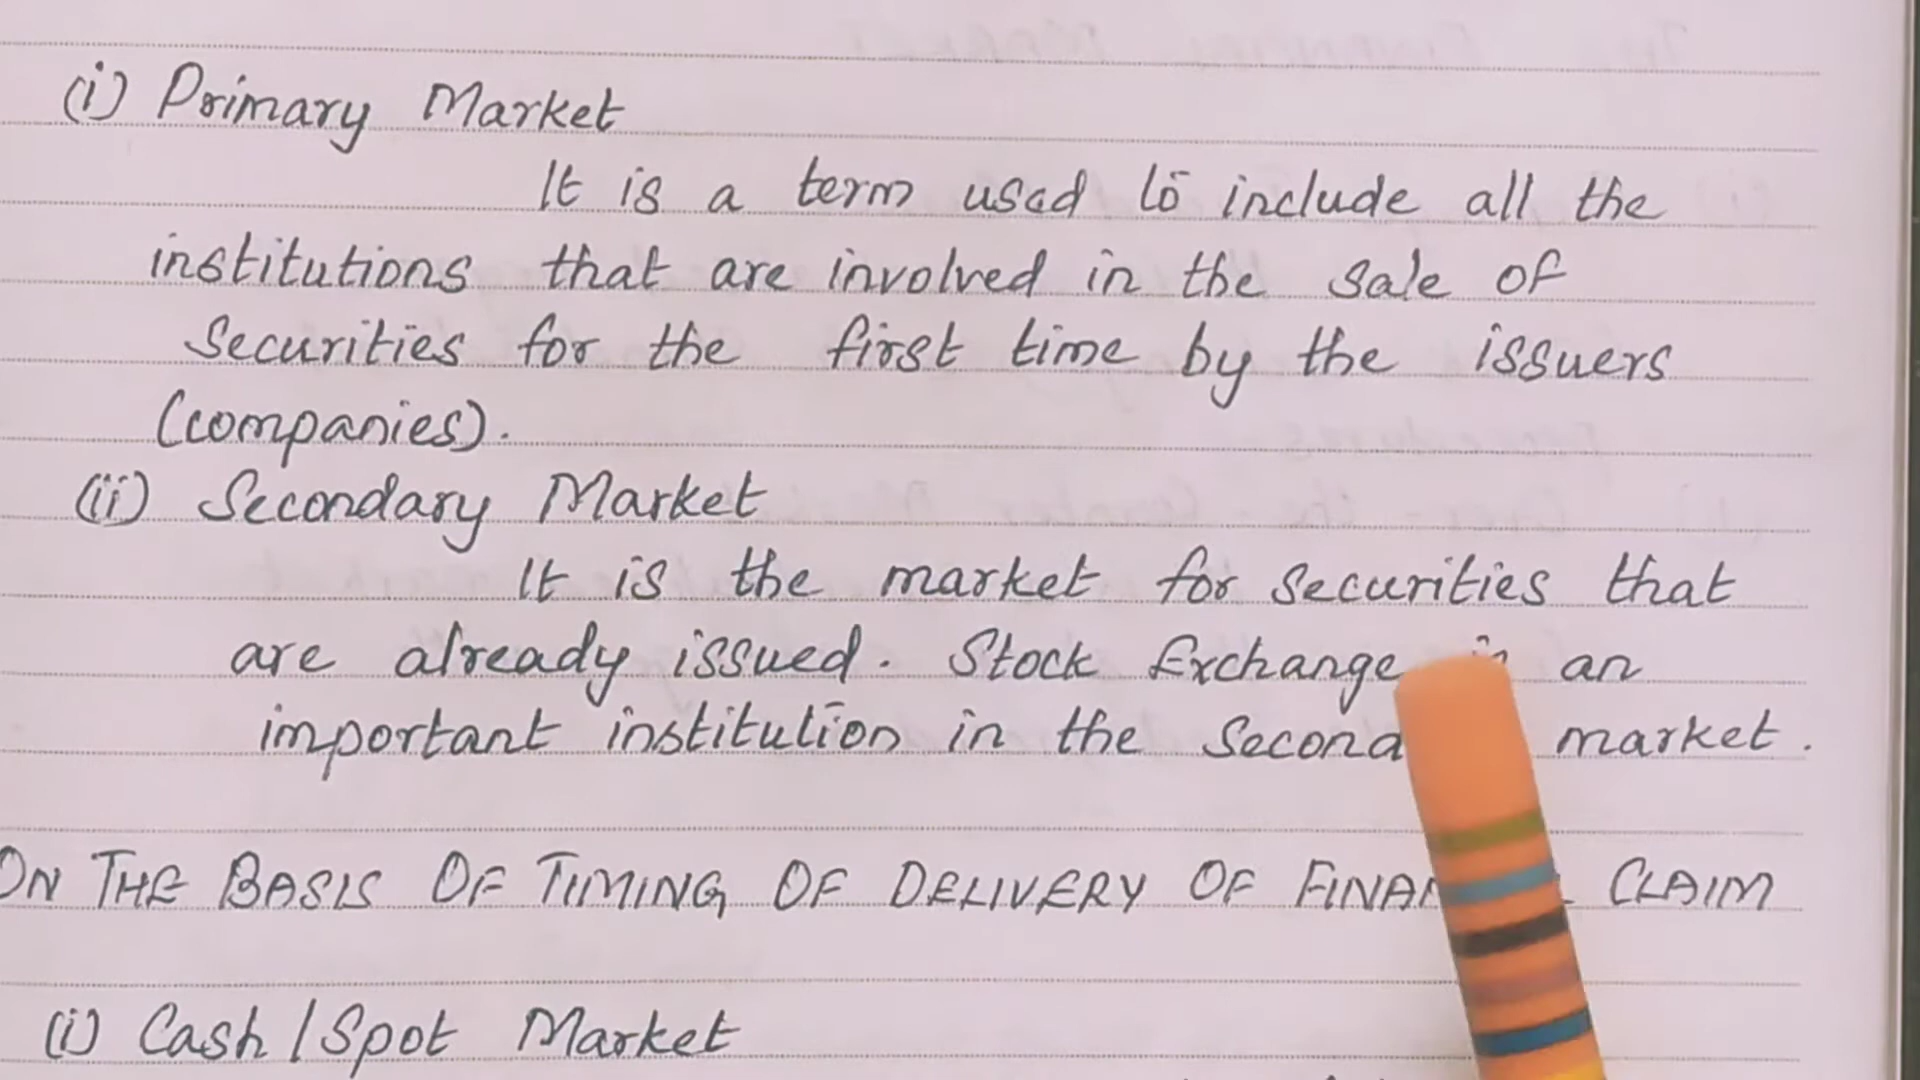 (i) Primary Market
It is a term used to include all the
institutions that are involved in the sale of
Securities for the first time by the issuers
(companies).
(ii) Secondary Market
It is the market for securities that
are already issued. Stock Exchange an
important institution in the market.
ON THE BASIS OF TIMING OF DELIVERY OF CLAIM
(i) Cash / Spot Market